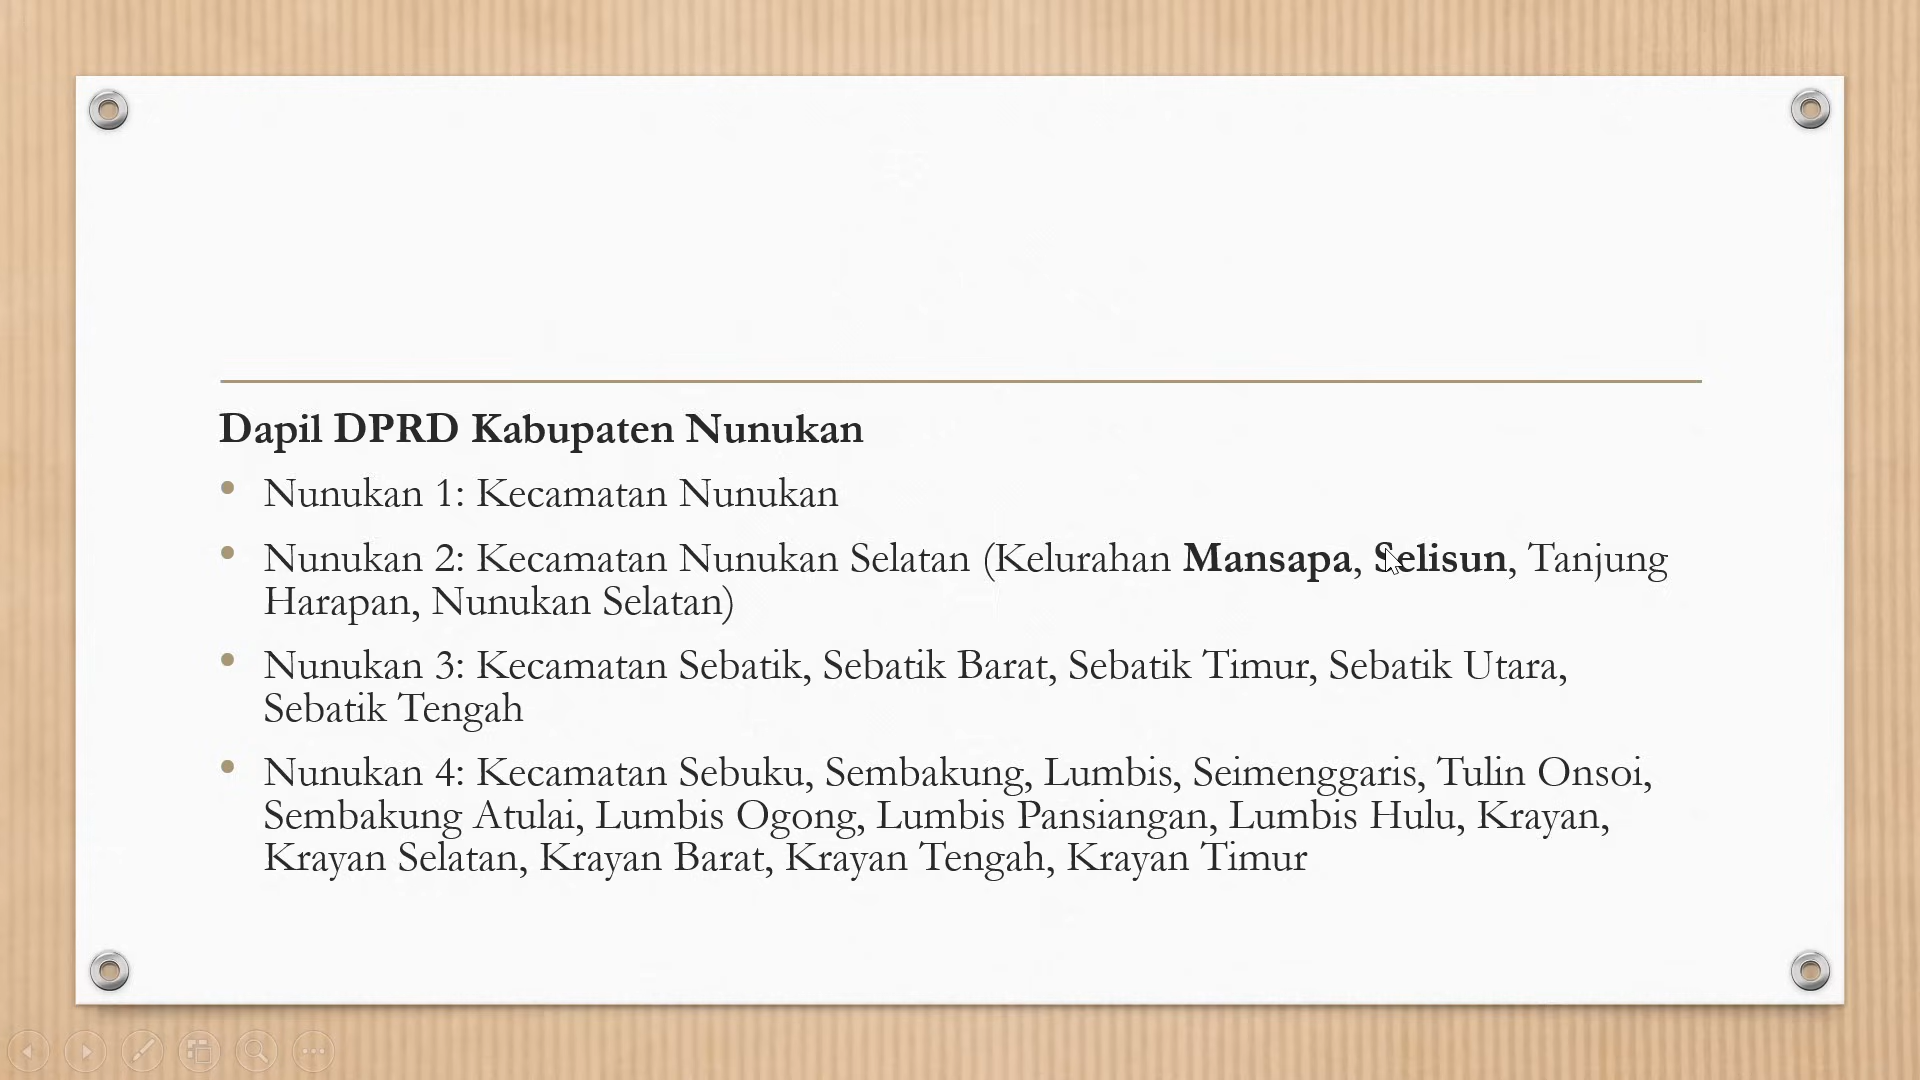 Dapil DPRD Kabupaten Nunukan
• Nunukan 1: Kecamatan Nunukan
• Nunukan 2: Kecamatan Nunukan Selatan (Kelurahan Mansapa, Selisun, Tanjung
Harapan, Nunukan Selatan)
• Nunukan 3: Kecamatan Sebatik, Sebatik Barat, Sebatik Timur, Sebatik Utara,
Sebatik Tengah
• Nunukan 4: Kecamatan Sebuku, Sembakung, Lumbis, Seimenggaris, Tulin Onsoi,
Sembakung Atulai, Lumbis Ogong, Lumbis Pansiangan, Lumbis Hulu, Krayan,
Krayan Selatan, Krayan Barat, Krayan Tengah, Krayan Timur